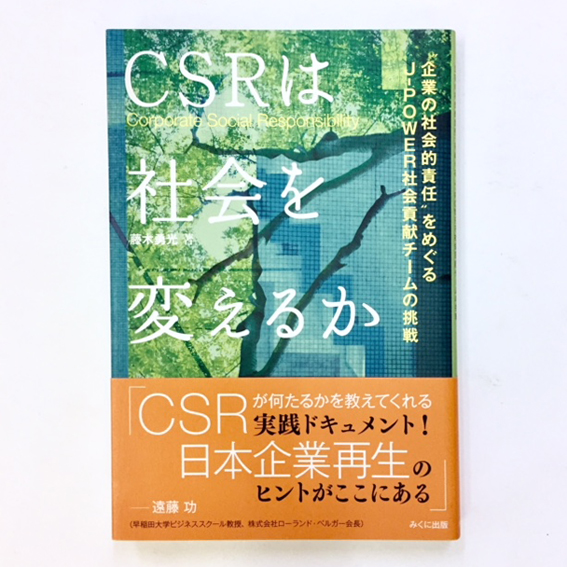 CSRは
Corporate Social Responsibility
社会を
藤木勇光 著
変えるか
“企業の社会的責任”をめぐる
J-POWER社会貢献チームの挑戦
「CSRが何たるかを教えてくれる
実践ドキュメント！
日本企業再生の
ヒントがここにある」
──遠藤 功
(早稲田大学ビジネススクール教授、株式会社ローランド・ベルガー会長)
みくに出版